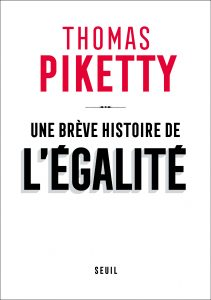 THOMAS
PIKETTY
UNE BRÈVE HISTOIRE DE
L'ÉGALITÉ
SEUIL